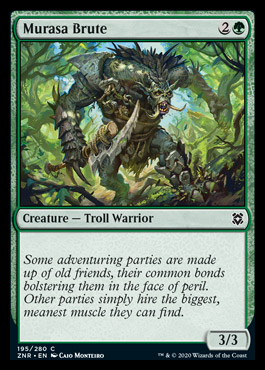 Murasa Brute 2
Creature — Troll Warrior
Some adventuring parties are made
up of old friends, their common bonds
bolstering them in the face of peril.
Other parties simply hire the biggest,
meanest muscle they can find.
3/3
195/280 C
ZNR • EN Caio Monteiro
™ & © 2020 Wizards of the Coast